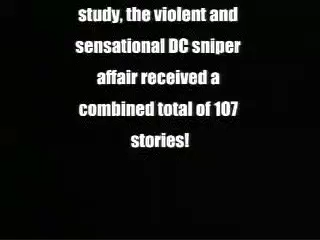 study, the violent and
sensational DC sniper
affair received a
combined total of 107
stories!